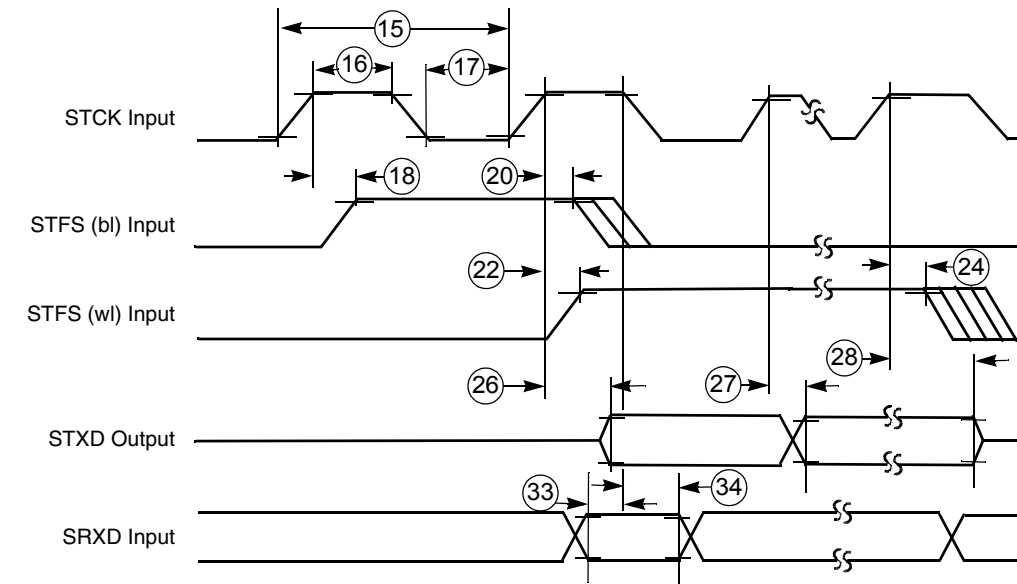 15
16
17
STCK Input
18
20
STFS (bl) Input
22
24
STFS (wl) Input
26
27
28
STXD Output
33
34
SRXD Input